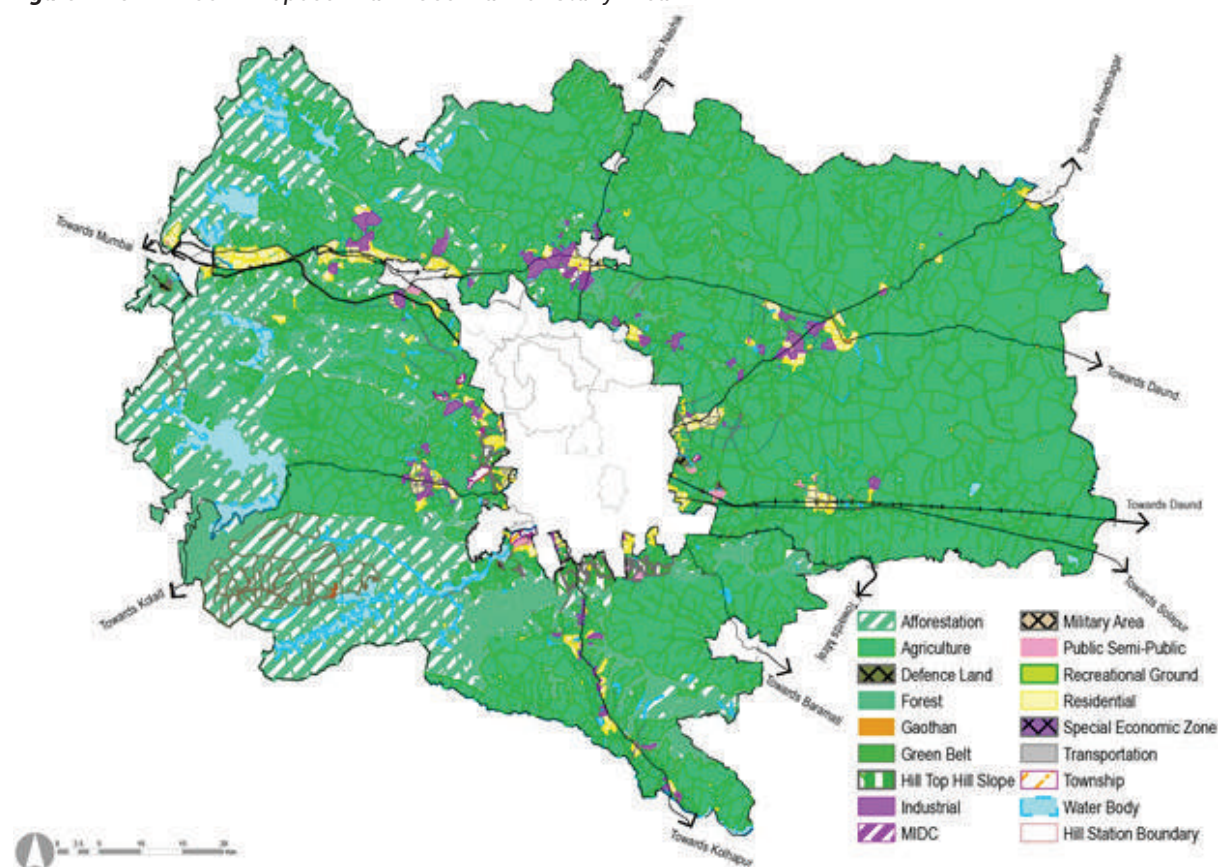 Towards Nashik
Towards Ahmednagar
Towards Mumbai
Towards Daund
Towards Daund
Towards Solapur
Towards Miraj
Towards Baramati
Towards Kolhapur
Towards
Afforestation
Agriculture
Defence Land
Forest
Gaothan
Green Belt
Hill Top Hill Slope
Industrial
MIDC
Military Area
Public Semi-Public
Recreational Ground
Residential
Special Economic Zone
Transportation
Township
Water Body
Hill Station Boundary